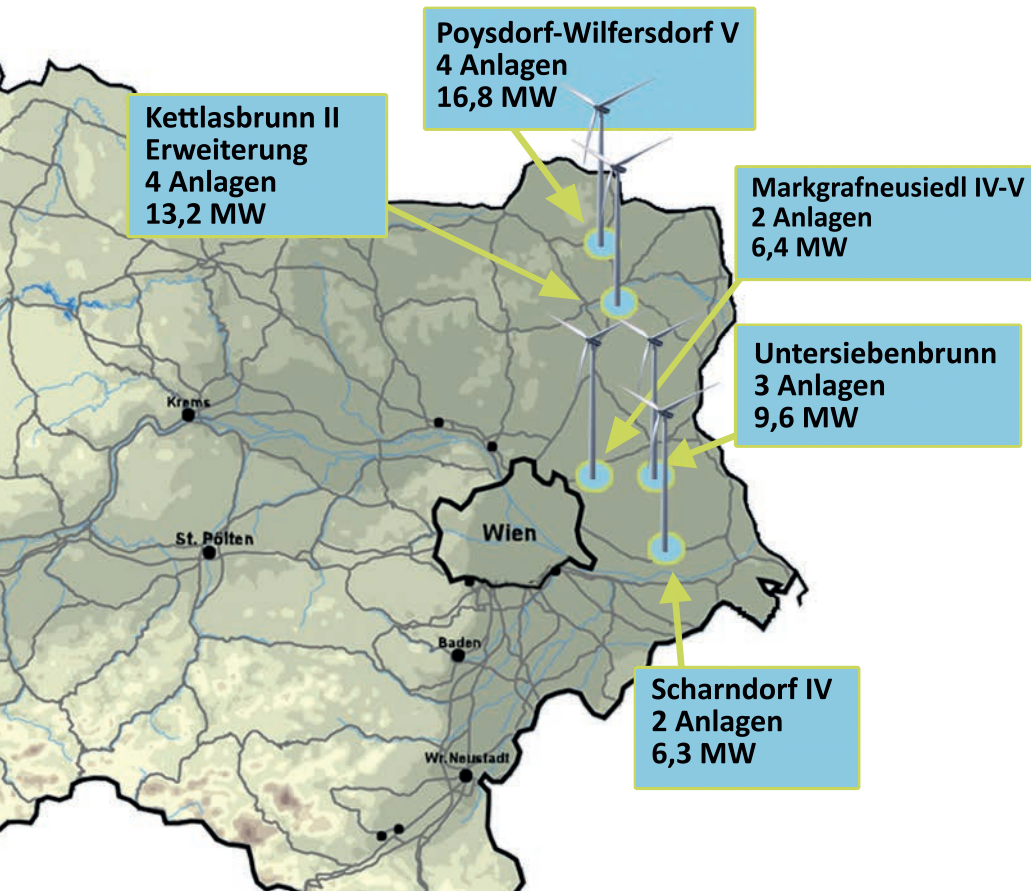 Poysdorf-Wilfersdorf V
4 Anlagen
16,8 MW
Kettlasbrunn II
Erweiterung
4 Anlagen
13,2 MW
Markgrafneusiedl IV-V
2 Anlagen
6,4 MW
Untersiebenbrunn
3 Anlagen
9,6 MW
Krems
Wien
St. Pölten
Baden
Scharndorf IV
2 Anlagen
6,3 MW
Wr. Neustadt